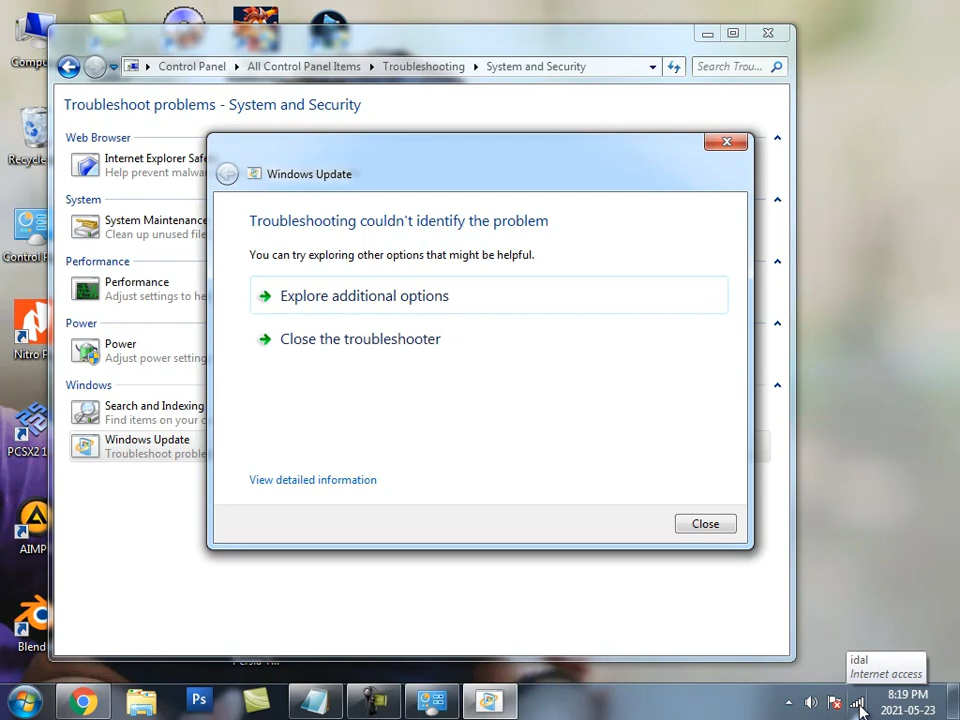 Compu
Recycle
Control P
Nitro P
PCSX2 1
AIMP
Blend
Control Panel
All Control Panel Items
Troubleshooting
System and Security
Search Trou...
Troubleshoot problems - System and Security
Web Browser
Internet Explorer Safe
Help prevent malwa
System
System Maintenance
Clean up unused file
Performance
Performance
Adjust settings to he
Power
Power
Adjust power setting
Windows
Search and Indexing
Find items on your c
Windows Update
Troubleshoot proble
Windows Update
Troubleshooting couldn't identify the problem
You can try exploring other options that might be helpful.
Explore additional options
Close the troubleshooter
View detailed information
Close
idal
Internet access
Ps
8:19 PM
2021-05-23